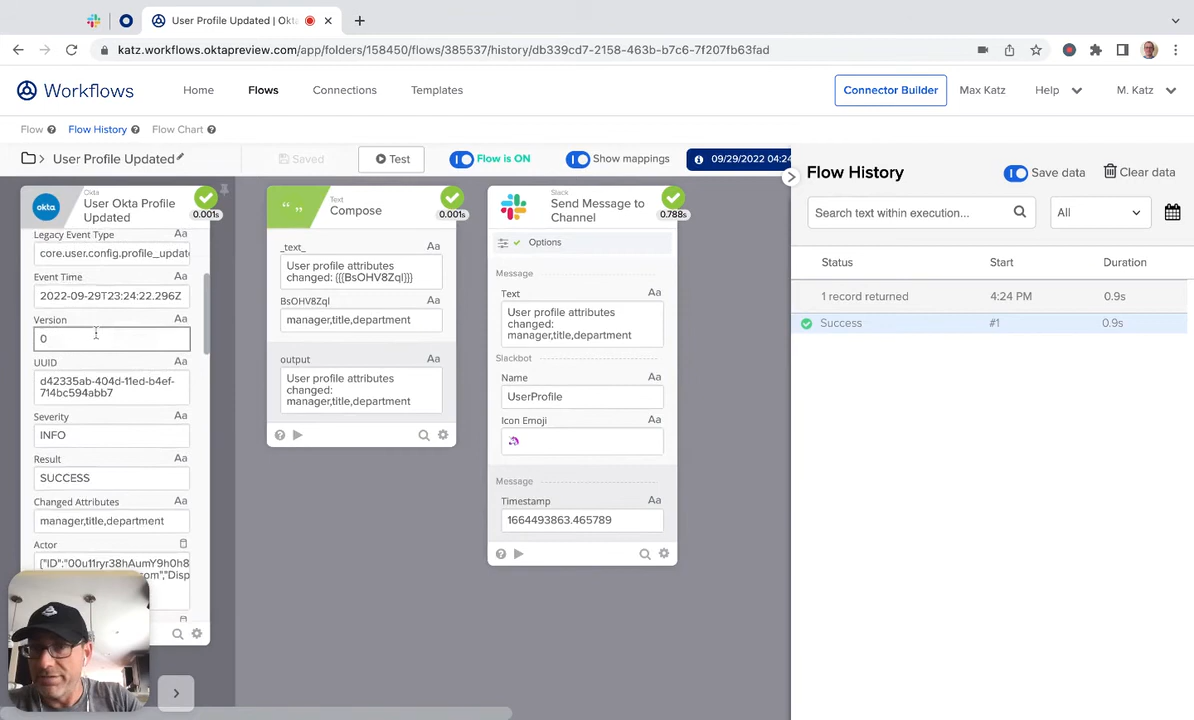 User Profile Updated | Okt
katz.workflows.oktapreview.com/app/folders/158450/flows/385537/history/db339cd7-2158-463b-b7c6-7f207fb63fad
Workflows
Home
Flows
Connections
Templates
Connector Builder
Max Katz
Help
M. Katz
Flow
Flow History
Flow Chart
User Profile Updated
Saved
Test
Flow is ON
Show mappings
09/29/2022 04:24
okta
Okta
User Okta Profile
Updated
0.001s
Legacy Event Type
Aa
core.user.config.profile_updat
Event Time
Aa
2022-09-29T23:24:22.296Z
Version
Aa
0
UUID
Aa
d42335ab-404d-11ed-b4ef-
714bc594abb7
Severity
Aa
INFO
Result
Aa
SUCCESS
Changed Attributes
Aa
manager,title,department
Actor
{"ID":"00u11ryr38hAumY9h0h8
com","Disp
Text
Compose
0.001s
_text_
Aa
User profile attributes
changed: {{{BsOHV8Zql}}}
BsOHV8Zql
Aa
manager,title,department
output
Aa
User profile attributes
changed:
manager,title,department
Slack
Send Message to
Channel
0.788s
Options
Message
Text
Aa
User profile attributes
changed:
manager,title,department
Slackbot
Name
Aa
UserProfile
Icon Emoji
Aa
Message
Timestamp
Aa
1664493863.465789
Flow History
Save data
Clear data
Search text within execution...
All
Status
Start
Duration
1 record returned
4:24 PM
0.9s
Success
#1
0.9s